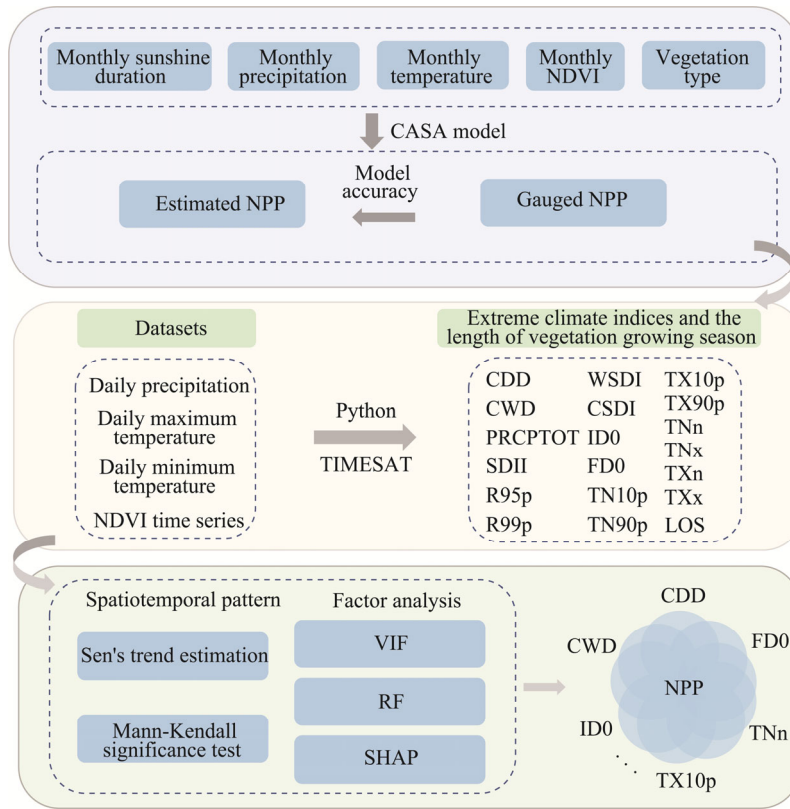 Monthly sunshine
duration
Monthly
precipitation
Monthly
temperature
Monthly
NDVI
Vegetation
type
CASA model
Estimated NPP
Model
accuracy
Gauged NPP
Datasets
Daily precipitation
Daily maximum
temperature
Daily minimum
temperature
NDVI time series
Python
TIMESAT
Extreme climate indices and the
length of vegetation growing season
CDD
CWD
PRCPTOT
SDII
R95p
R99p
WSDI
CSDI
ID0
FD0
TN10p
TN90p
TX10p
TX90p
TNn
TNx
TXn
TXx
LOS
Spatiotemporal pattern
Sen's trend estimation
Mann-Kendall
significance test
Factor analysis
VIF
RF
SHAP
CDD
CWD
FD0
NPP
ID0
TNn
...
TX10p